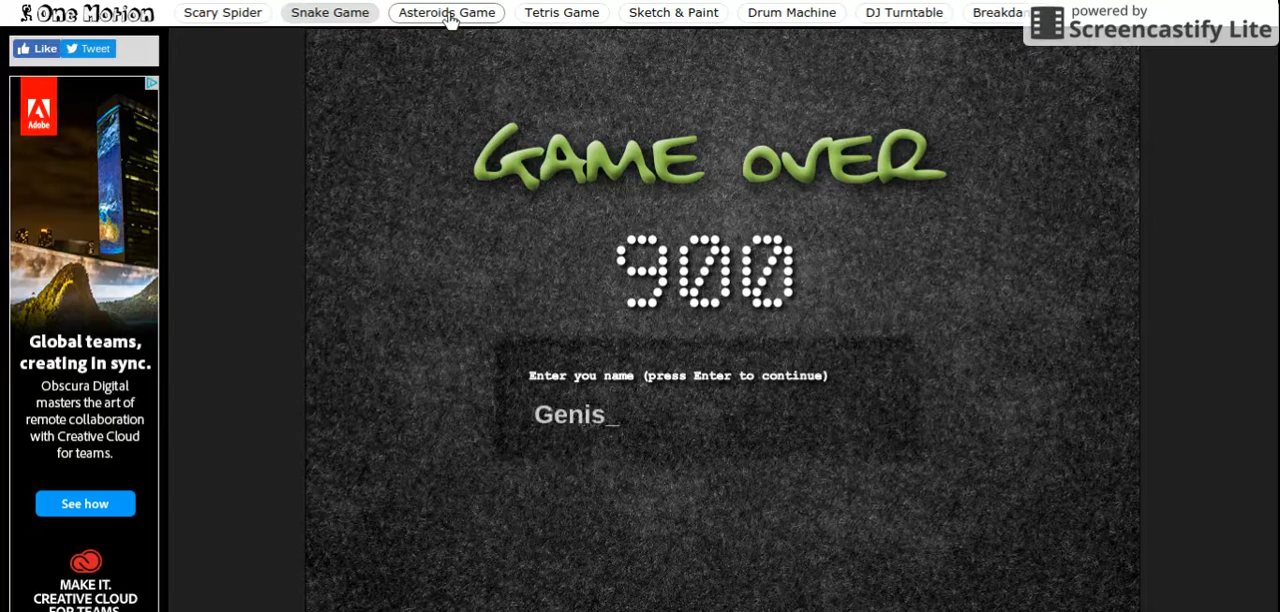 One Motion
Scary Spider
Snake Game
Asteroids Game
Tetris Game
Sketch & Paint
Drum Machine
DJ Turntable
Breakda
powered by
Screencastify Lite
Like
Tweet
Adobe
Global teams,
creating in sync.
Obscura Digital
masters the art of
remote collaboration
with Creative Cloud
for teams.
See how
MAKE IT.
CREATIVE CLOUD
FOR TEAMS
GAME OVER
900
Enter you name (press Enter to continue)
Genis_